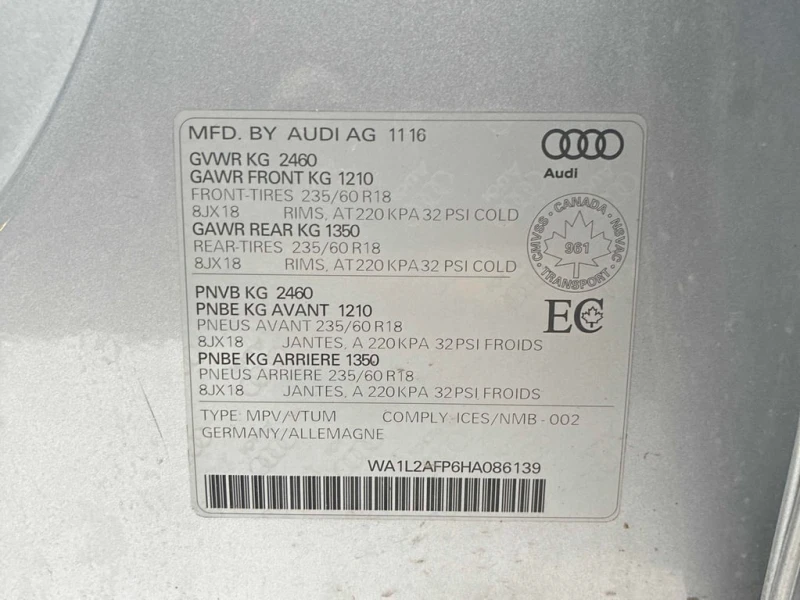 MFD. BY AUDI AG 11 16
Audi
GVWR KG 2460
GAWR FRONT KG 1210
FRONT-TIRES 235/60 R18
8JX18 RIMS, AT 220 KPA 32 PSI COLD
GAWR REAR KG 1350
REAR-TIRES 235/60 R18
8JX18 RIMS, AT 220 KPA 32 PSI COLD
CANADA
CMVSS
NSVAC
961
TRANSPORT
PNVB KG 2460
PNBE KG AVANT 1210
PNEUS AVANT 235/60 R18
8JX18 JANTES, A 220 KPA 32 PSI FROIDS
PNBE KG ARRIERE 1350
PNEUS ARRIERE 235/60 R18
8JX18 JANTES, A 220 KPA 32 PSI FROIDS
EC
TYPE: MPV/VTUM COMPLY -ICES/NMB - 002
GERMANY/ALLEMAGNE
WA1L2AFP6HA086139